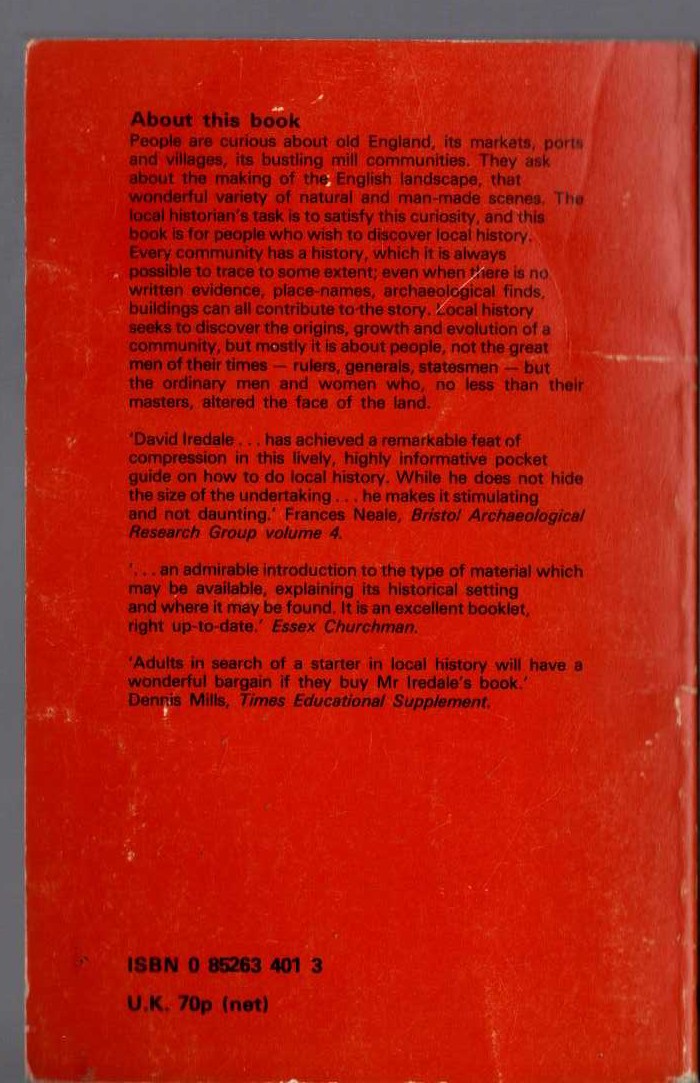 About this book
People are curious about old England, its markets, ports
and villages, its bustling mill communities. They ask
about the making of the English landscape, that
wonderful variety of natural and man-made scenes. The
local historian's task is to satisfy this curiosity, and this
book is for people who wish to discover local history.
Every community has a history, which it is always
possible to trace to some extent; even when there is no
written evidence, place-names, archaeological finds,
buildings can all contribute to the story. Local history
seeks to discover the origins, growth and evolution of a
community, but mostly it is about people, not the great
men of their times — rulers, generals, statesmen — but
the ordinary men and women who, no less than their
masters, altered the face of the land.
'David Iredale . . . has achieved a remarkable feat of
compression in this lively, highly informative pocket
guide on how to do local history. While he does not hide
the size of the undertaking . . . he makes it stimulating
and not daunting.' Frances Neale, Bristol Archaeological
Research Group volume 4.
'. . . an admirable introduction to the type of material which
may be available, explaining its historical setting
and where it may be found. It is an excellent booklet,
right up-to-date.' Essex Churchman.
'Adults in search of a starter in local history will have a
wonderful bargain if they buy Mr Iredale's book.'
Dennis Mills, Times Educational Supplement.
ISBN 0 85263 401 3
U.K. 70p (net)